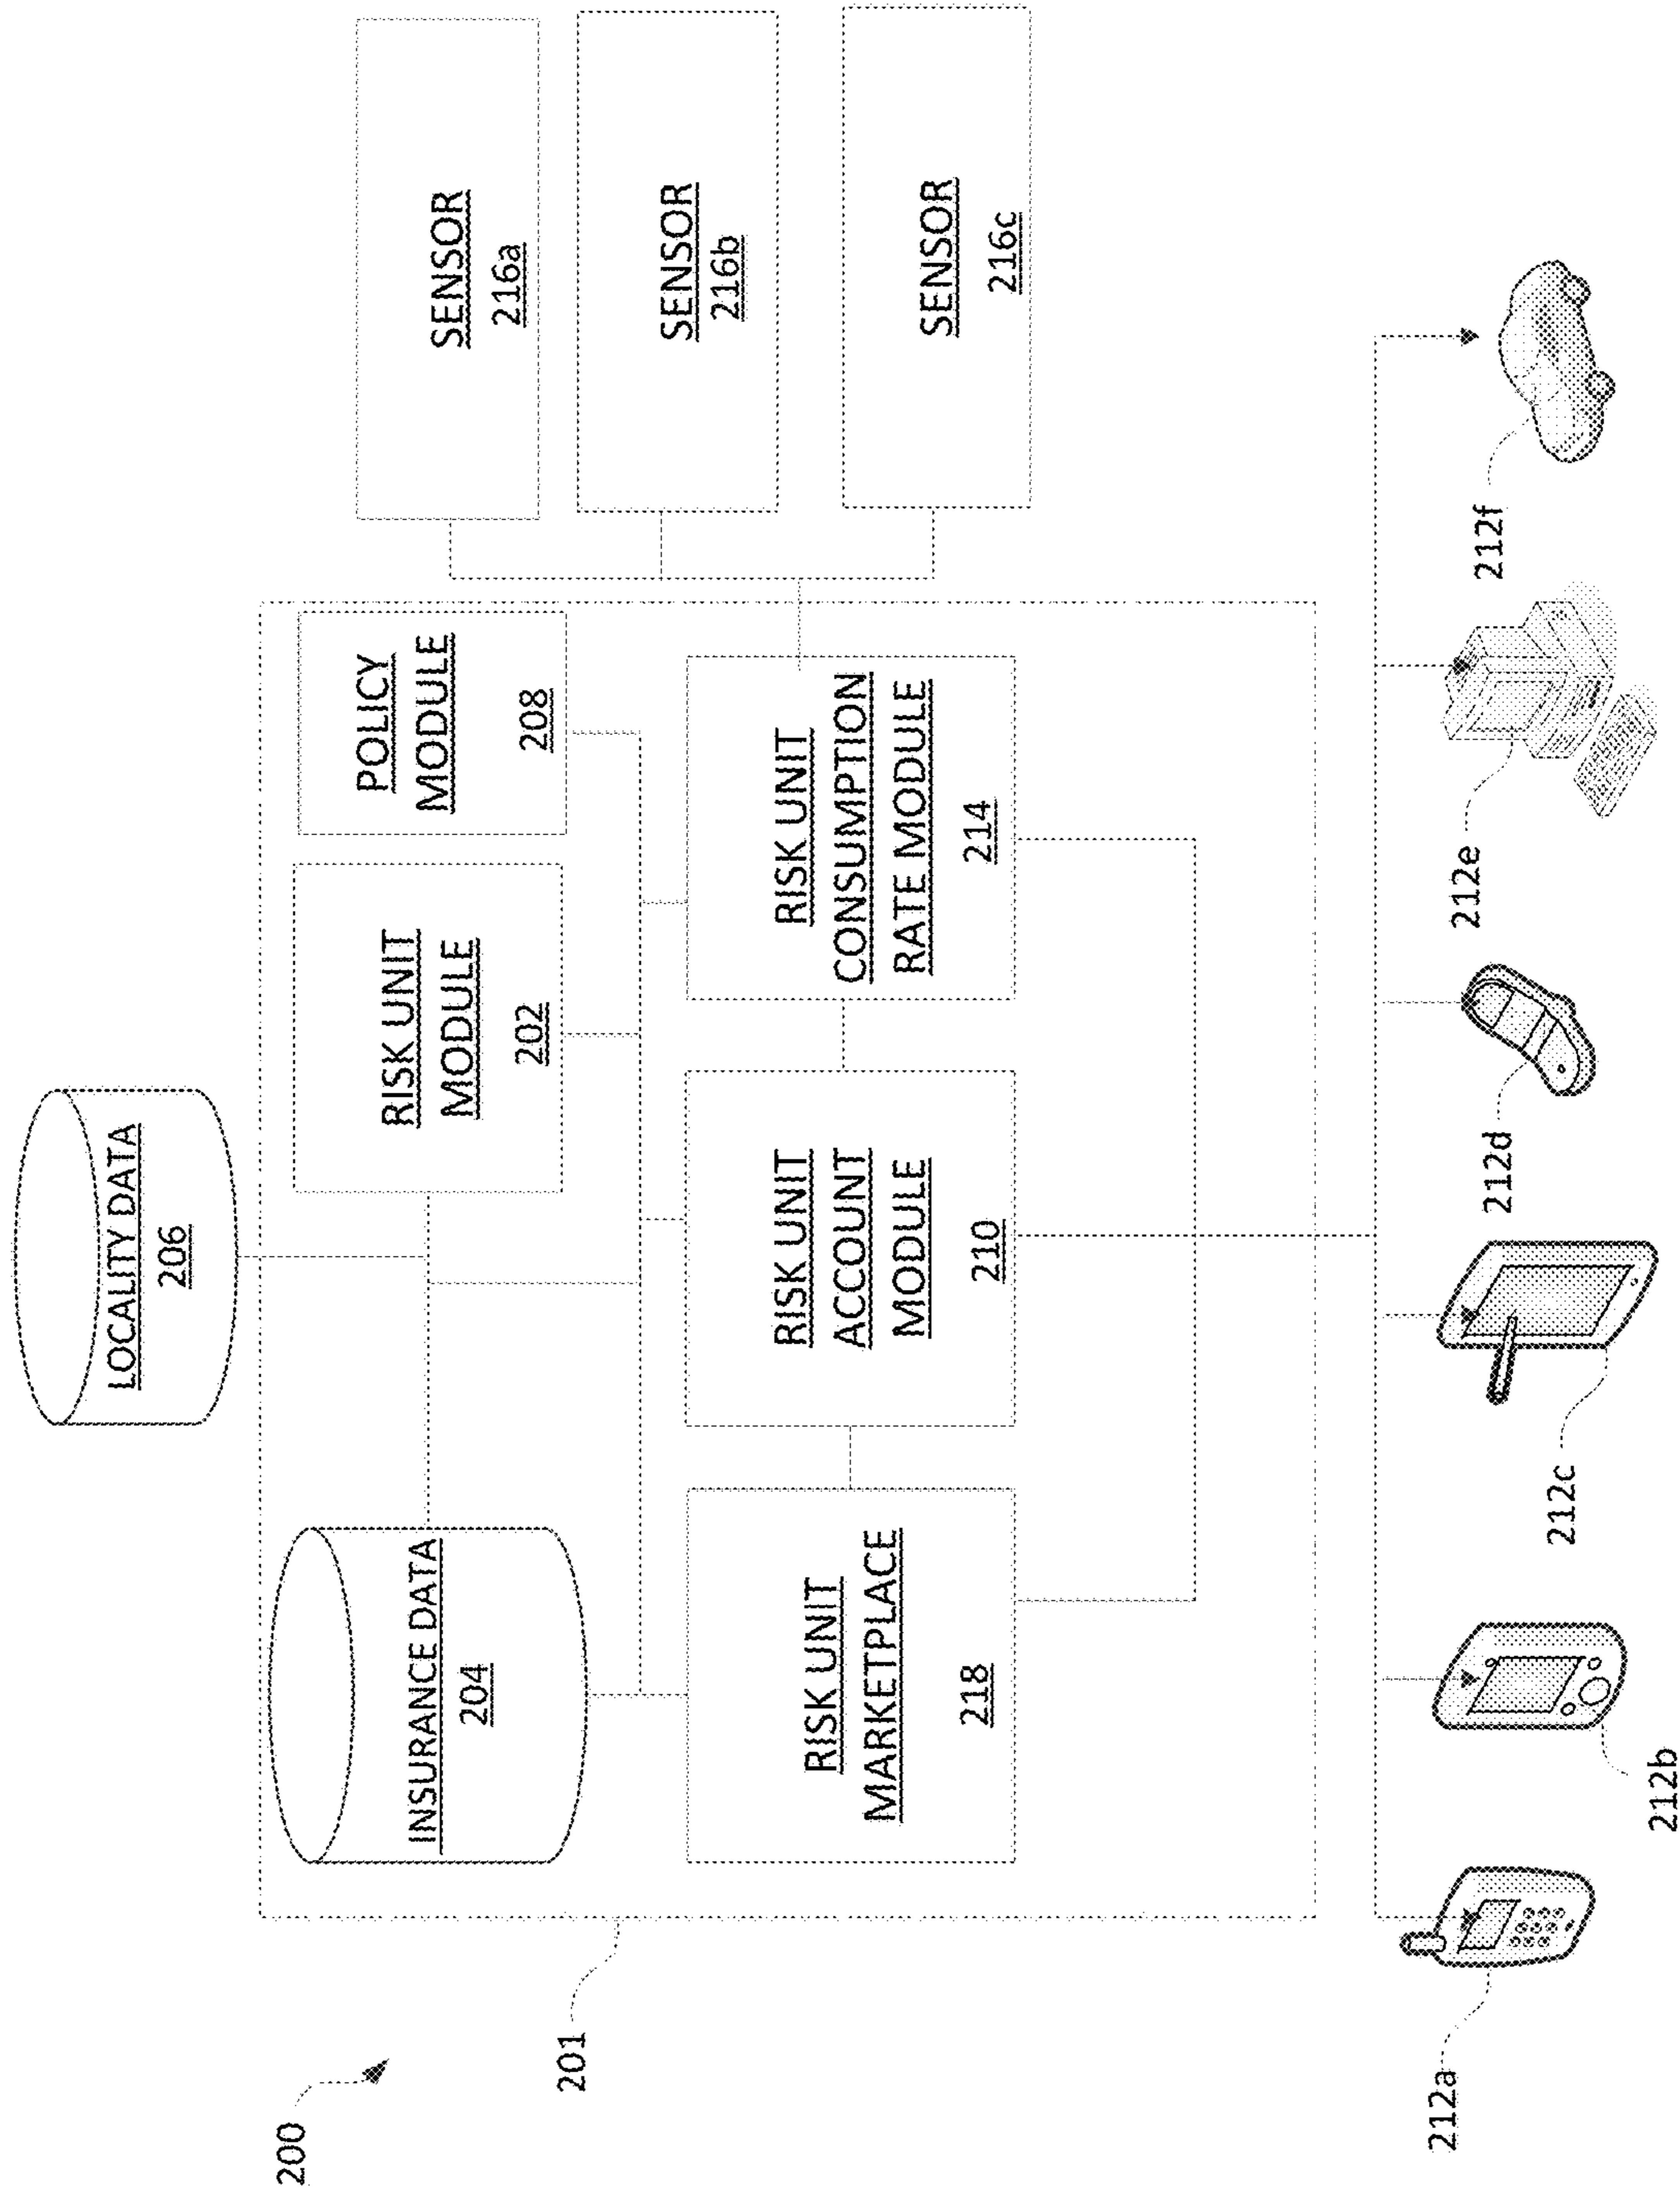 200
201
LOCALITY DATA
206
INSURANCE DATA
204
RISK UNIT
MODULE
202
POLICY
MODULE
208
RISK UNIT
MARKETPLACE
218
RISK UNIT
ACCOUNT
MODULE
210
RISK UNIT
CONSUMPTION
RATE MODULE
214
SENSOR
216a
SENSOR
216b
SENSOR
216c
212a
212b
212c
212d
212e
212f